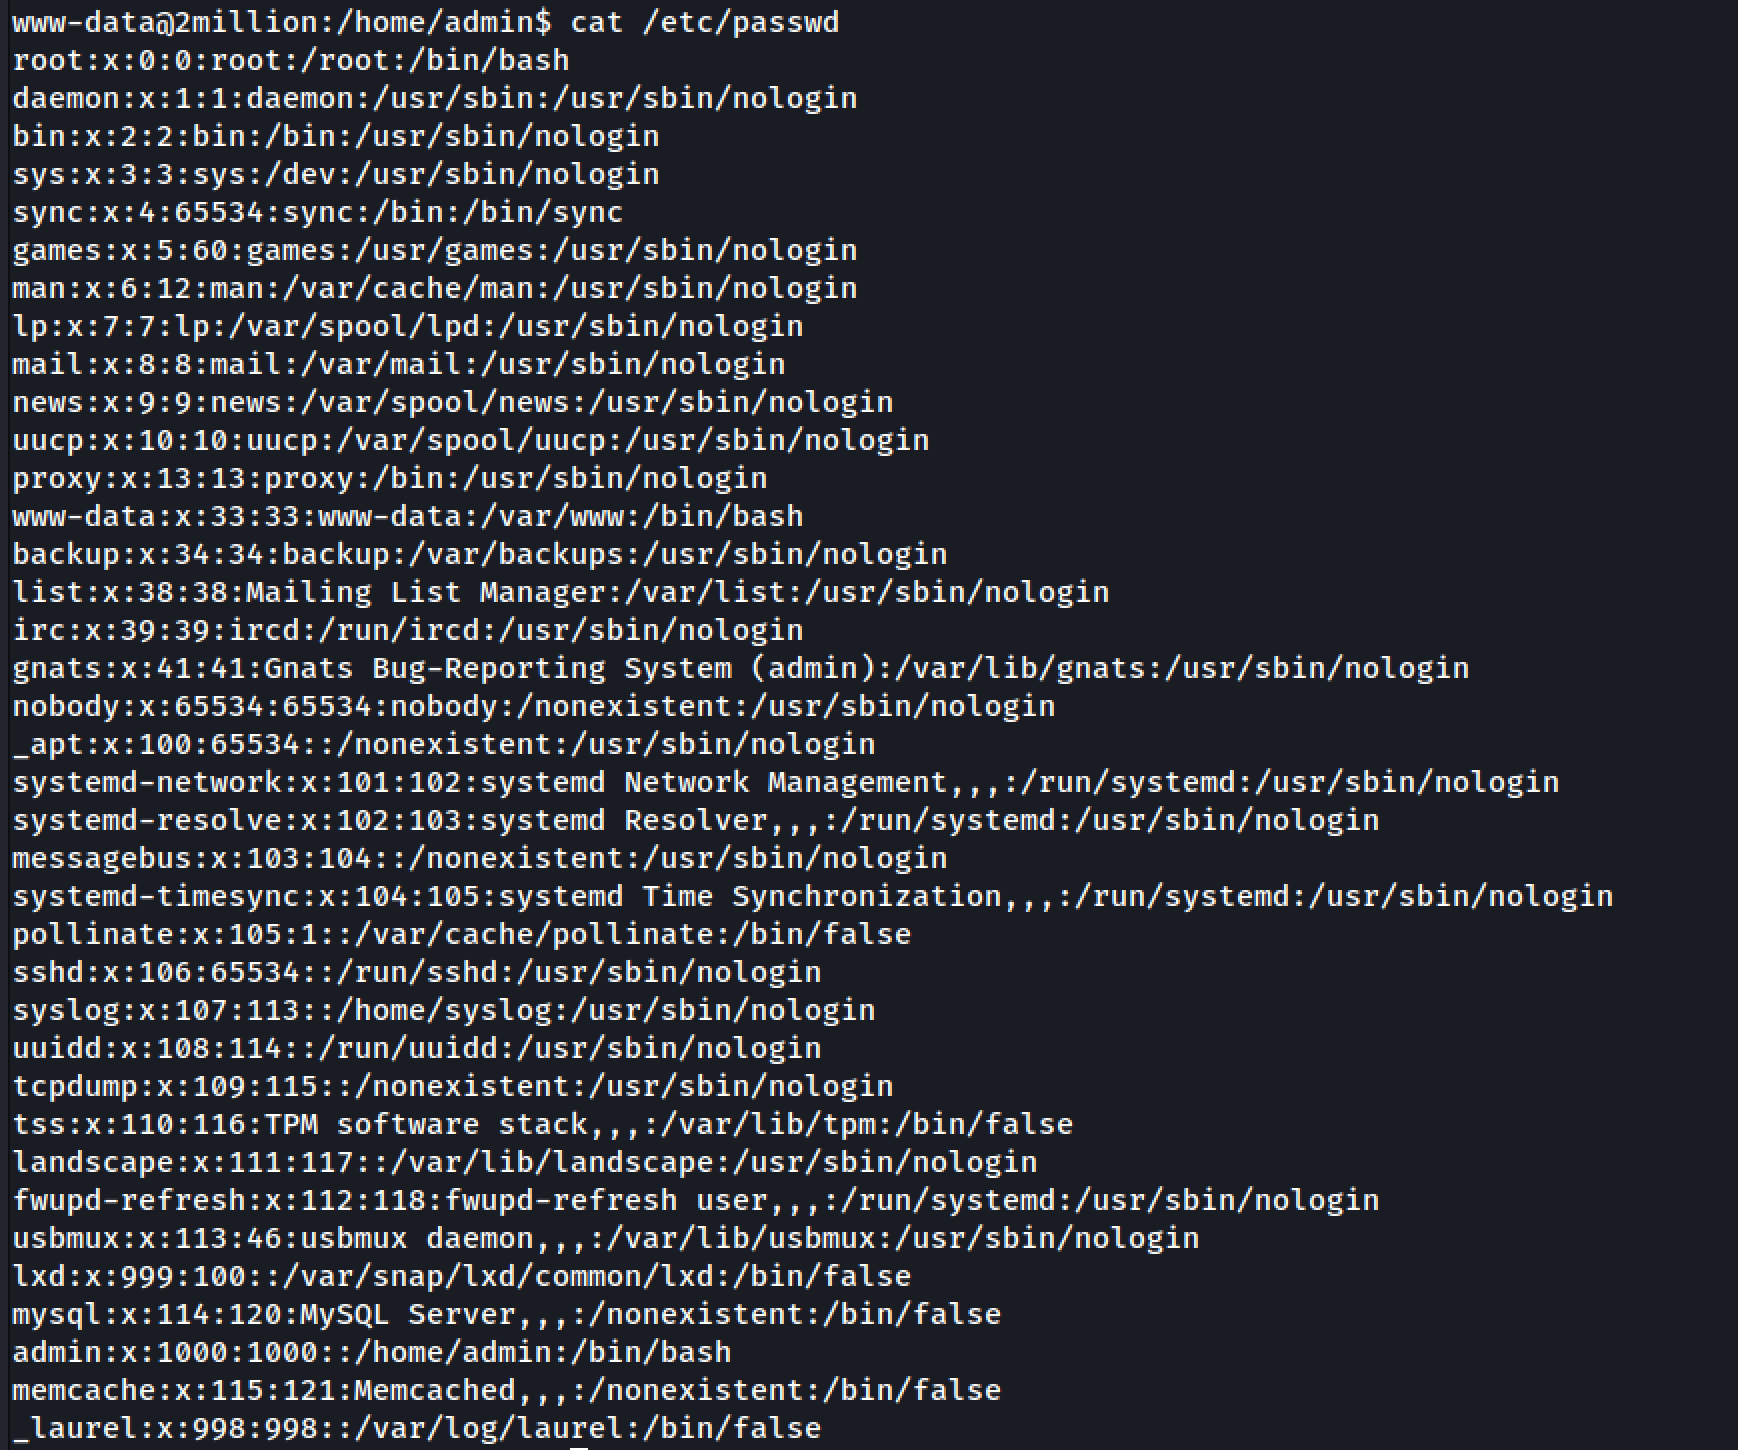 www-data@2million:/home/admin$ cat /etc/passwd
root:x:0:0:root:/root:/bin/bash
daemon:x:1:1:daemon:/usr/sbin:/usr/sbin/nologin
bin:x:2:2:bin:/bin:/usr/sbin/nologin
sys:x:3:3:sys:/dev:/usr/sbin/nologin
sync:x:4:65534:sync:/bin:/bin/sync
games:x:5:60:games:/usr/games:/usr/sbin/nologin
man:x:6:12:man:/var/cache/man:/usr/sbin/nologin
lp:x:7:7:lp:/var/spool/lpd:/usr/sbin/nologin
mail:x:8:8:mail:/var/mail:/usr/sbin/nologin
news:x:9:9:news:/var/spool/news:/usr/sbin/nologin
uucp:x:10:10:uucp:/var/spool/uucp:/usr/sbin/nologin
proxy:x:13:13:proxy:/bin:/usr/sbin/nologin
www-data:x:33:33:www-data:/var/www:/bin/bash
backup:x:34:34:backup:/var/backups:/usr/sbin/nologin
list:x:38:38:Mailing List Manager:/var/list:/usr/sbin/nologin
irc:x:39:39:ircd:/run/ircd:/usr/sbin/nologin
gnats:x:41:41:Gnats Bug-Reporting System (admin):/var/lib/gnats:/usr/sbin/nologin
nobody:x:65534:65534:nobody:/nonexistent:/usr/sbin/nologin
_apt:x:100:65534::/nonexistent:/usr/sbin/nologin
systemd-network:x:101:102:systemd Network Management,,,:/run/systemd:/usr/sbin/nologin
systemd-resolve:x:102:103:systemd Resolver,,,:/run/systemd:/usr/sbin/nologin
messagebus:x:103:104::/nonexistent:/usr/sbin/nologin
systemd-timesync:x:104:105:systemd Time Synchronization,,,:/run/systemd:/usr/sbin/nologin
pollinate:x:105:1::/var/cache/pollinate:/bin/false
sshd:x:106:65534::/run/sshd:/usr/sbin/nologin
syslog:x:107:113::/home/syslog:/usr/sbin/nologin
uuidd:x:108:114::/run/uuidd:/usr/sbin/nologin
tcpdump:x:109:115::/nonexistent:/usr/sbin/nologin
tss:x:110:116:TPM software stack,,,:/var/lib/tpm:/bin/false
landscape:x:111:117::/var/lib/landscape:/usr/sbin/nologin
fwupd-refresh:x:112:118:fwupd-refresh user,,,:/run/systemd:/usr/sbin/nologin
usbmux:x:113:46:usbmux daemon,,,:/var/lib/usbmux:/usr/sbin/nologin
lxd:x:999:100::/var/snap/lxd/common/lxd:/bin/false
mysql:x:114:120:MySQL Server,,,:/nonexistent:/bin/false
admin:x:1000:1000::/home/admin:/bin/bash
memcache:x:115:121:Memcached,,,:/nonexistent:/bin/false
_laurel:x:998:998::/var/log/laurel:/bin/false